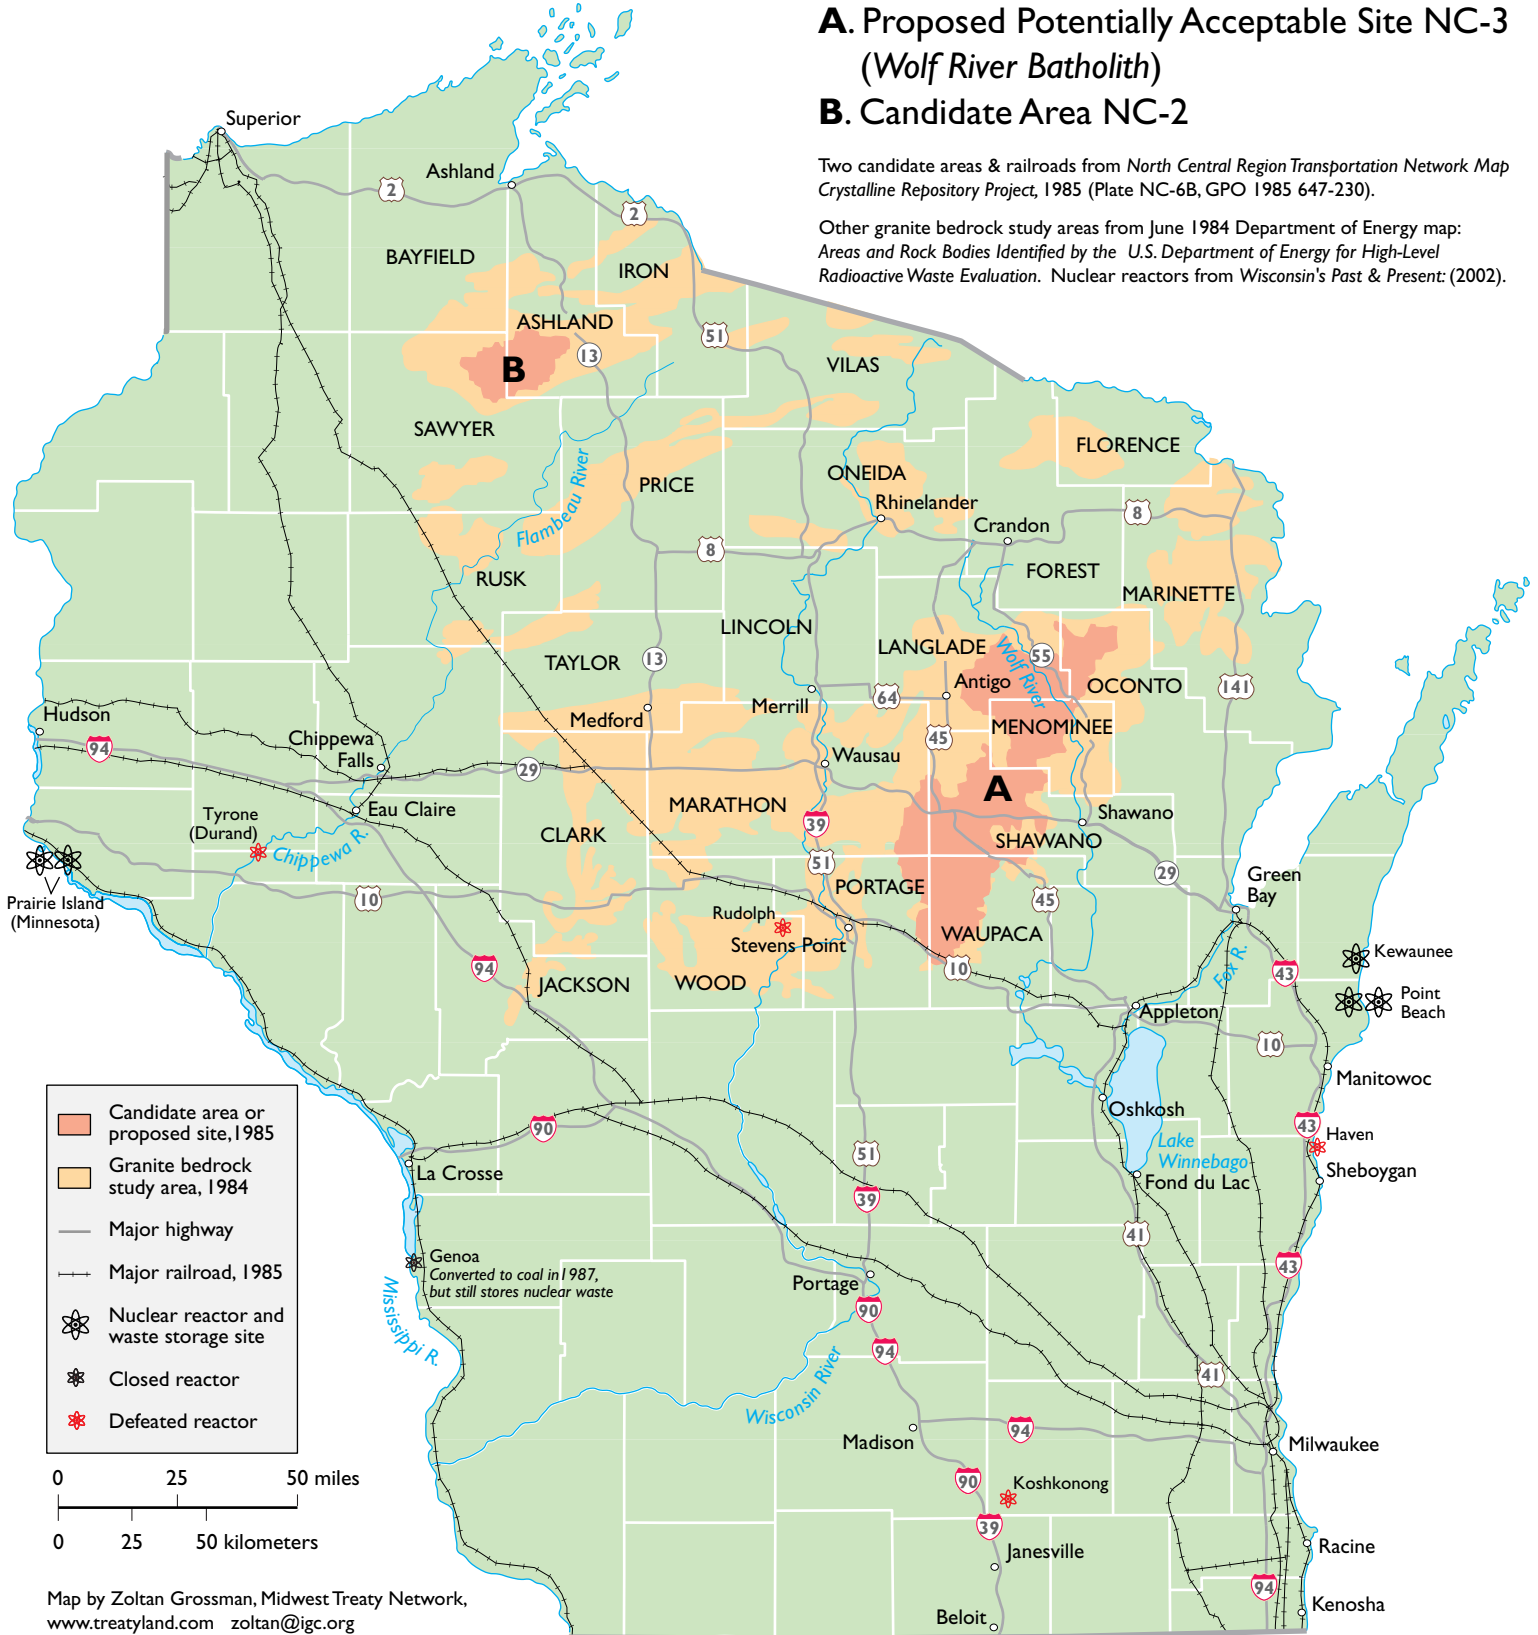 A. Proposed Potentially Acceptable Site NC-3
(Wolf River Batholith)
B. Candidate Area NC-2
Two candidate areas & railroads from North Central Region Transportation Network Map
Crystalline Repository Project, 1985 (Plate NC-6B, GPO 1985 647-230).
Other granite bedrock study areas from June 1984 Department of Energy map:
Areas and Rock Bodies Identified by the U.S. Department of Energy for High-Level
Radioactive Waste Evaluation. Nuclear reactors from Wisconsin's Past & Present: (2002).
Superior
Ashland
2
2
BAYFIELD
IRON
ASHLAND
13
51
B
VILAS
SAWYER
FLORENCE
Flambeau River
PRICE
ONEIDA
Rhinelander
Crandon
8
8
RUSK
FOREST
MARINETTE
LINCOLN
LANGLADE
Wolf River
55
TAYLOR
13
Antigo
OCONTO
141
64
Merrill
Medford
Hudson
94
Chippewa
Falls
29
45
MENOMINEE
Wausau
A
Tyrone
(Durand)
Eau Claire
Chippewa R.
MARATHON
39
CLARK
Shawano
SHAWANO
51
29
Prairie Island
(Minnesota)
10
PORTAGE
45
Green
Bay
Rudolph
Stevens Point
WAUPACA
Fox R.
Kewaunee
94
10
43
JACKSON
WOOD
Point
Beach
Appleton
10
Manitowoc
Oshkosh
43
Haven
Lake
Winnebago
Sheboygan
Fond du Lac
90
51
La Crosse
39
41
43
Genoa
Converted to coal in1987,
but still stores nuclear waste
Mississippi R.
Portage
90
94
Wisconsin River
41
Madison
94
Milwaukee
90
Koshkonong
39
Janesville
Racine
94
Beloit
Kenosha
Candidate area or
proposed site,1985
Granite bedrock
study area, 1984
Major highway
Major railroad, 1985
Nuclear reactor and
waste storage site
Closed reactor
Defeated reactor
0 25 50 miles
0 25 50 kilometers
Map by Zoltan Grossman, Midwest Treaty Network,
www.treatyland.com zoltan@igc.org